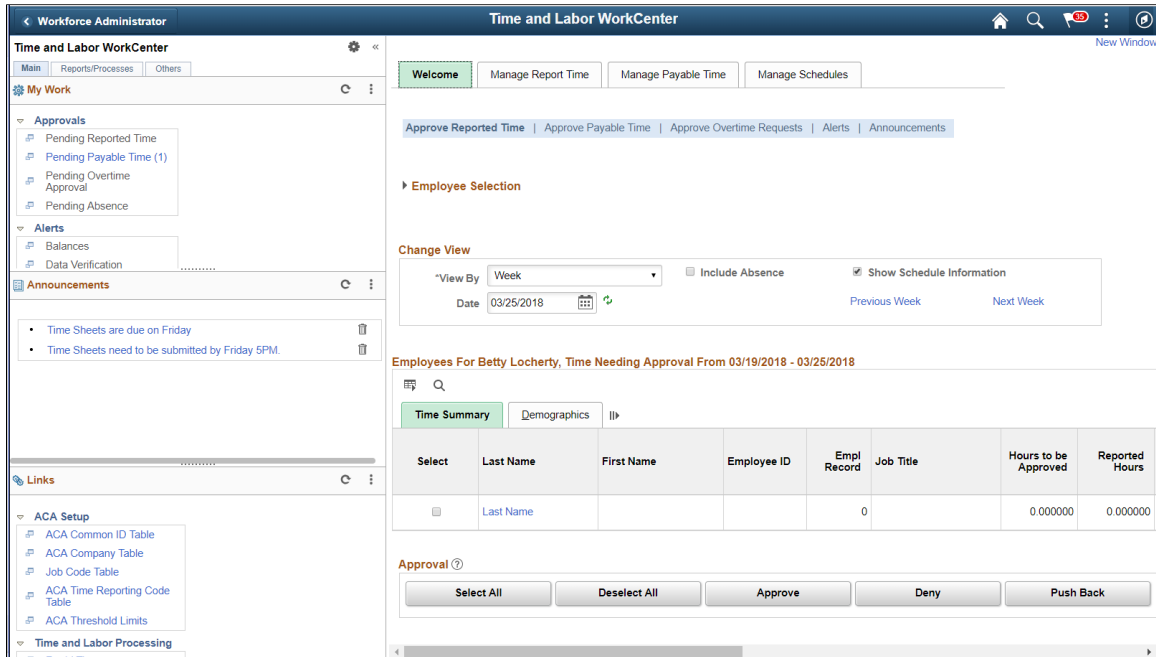 Workforce Administrator
Time and Labor WorkCenter
35
New Window
Time and Labor WorkCenter
Main
Reports/Processes
Others
My Work
Approvals
Pending Reported Time
Pending Payable Time (1)
Pending Overtime
Approval
Pending Absence
Alerts
Balances
Data Verification
Announcements
• Time Sheets are due on Friday
• Time Sheets need to be submitted by Friday 5PM.
Links
ACA Setup
ACA Common ID Table
ACA Company Table
Job Code Table
ACA Time Reporting Code
Table
ACA Threshold Limits
Time and Labor Processing
Welcome
Manage Report Time
Manage Payable Time
Manage Schedules
Approve Reported Time | Approve Payable Time | Approve Overtime Requests | Alerts | Announcements
Employee Selection
Change View
*View By Week
Include Absence
Show Schedule Information
Date 03/25/2018
Previous Week
Next Week
Employees For Betty Locherty, Time Needing Approval From 03/19/2018 - 03/25/2018
Time Summary
Demographics
Select
Last Name
First Name
Employee ID
Empl
Record
Job Title
Hours to be
Approved
Reported
Hours
Last Name 0 0.000000 0.000000
Approval
Select All
Deselect All
Approve
Deny
Push Back